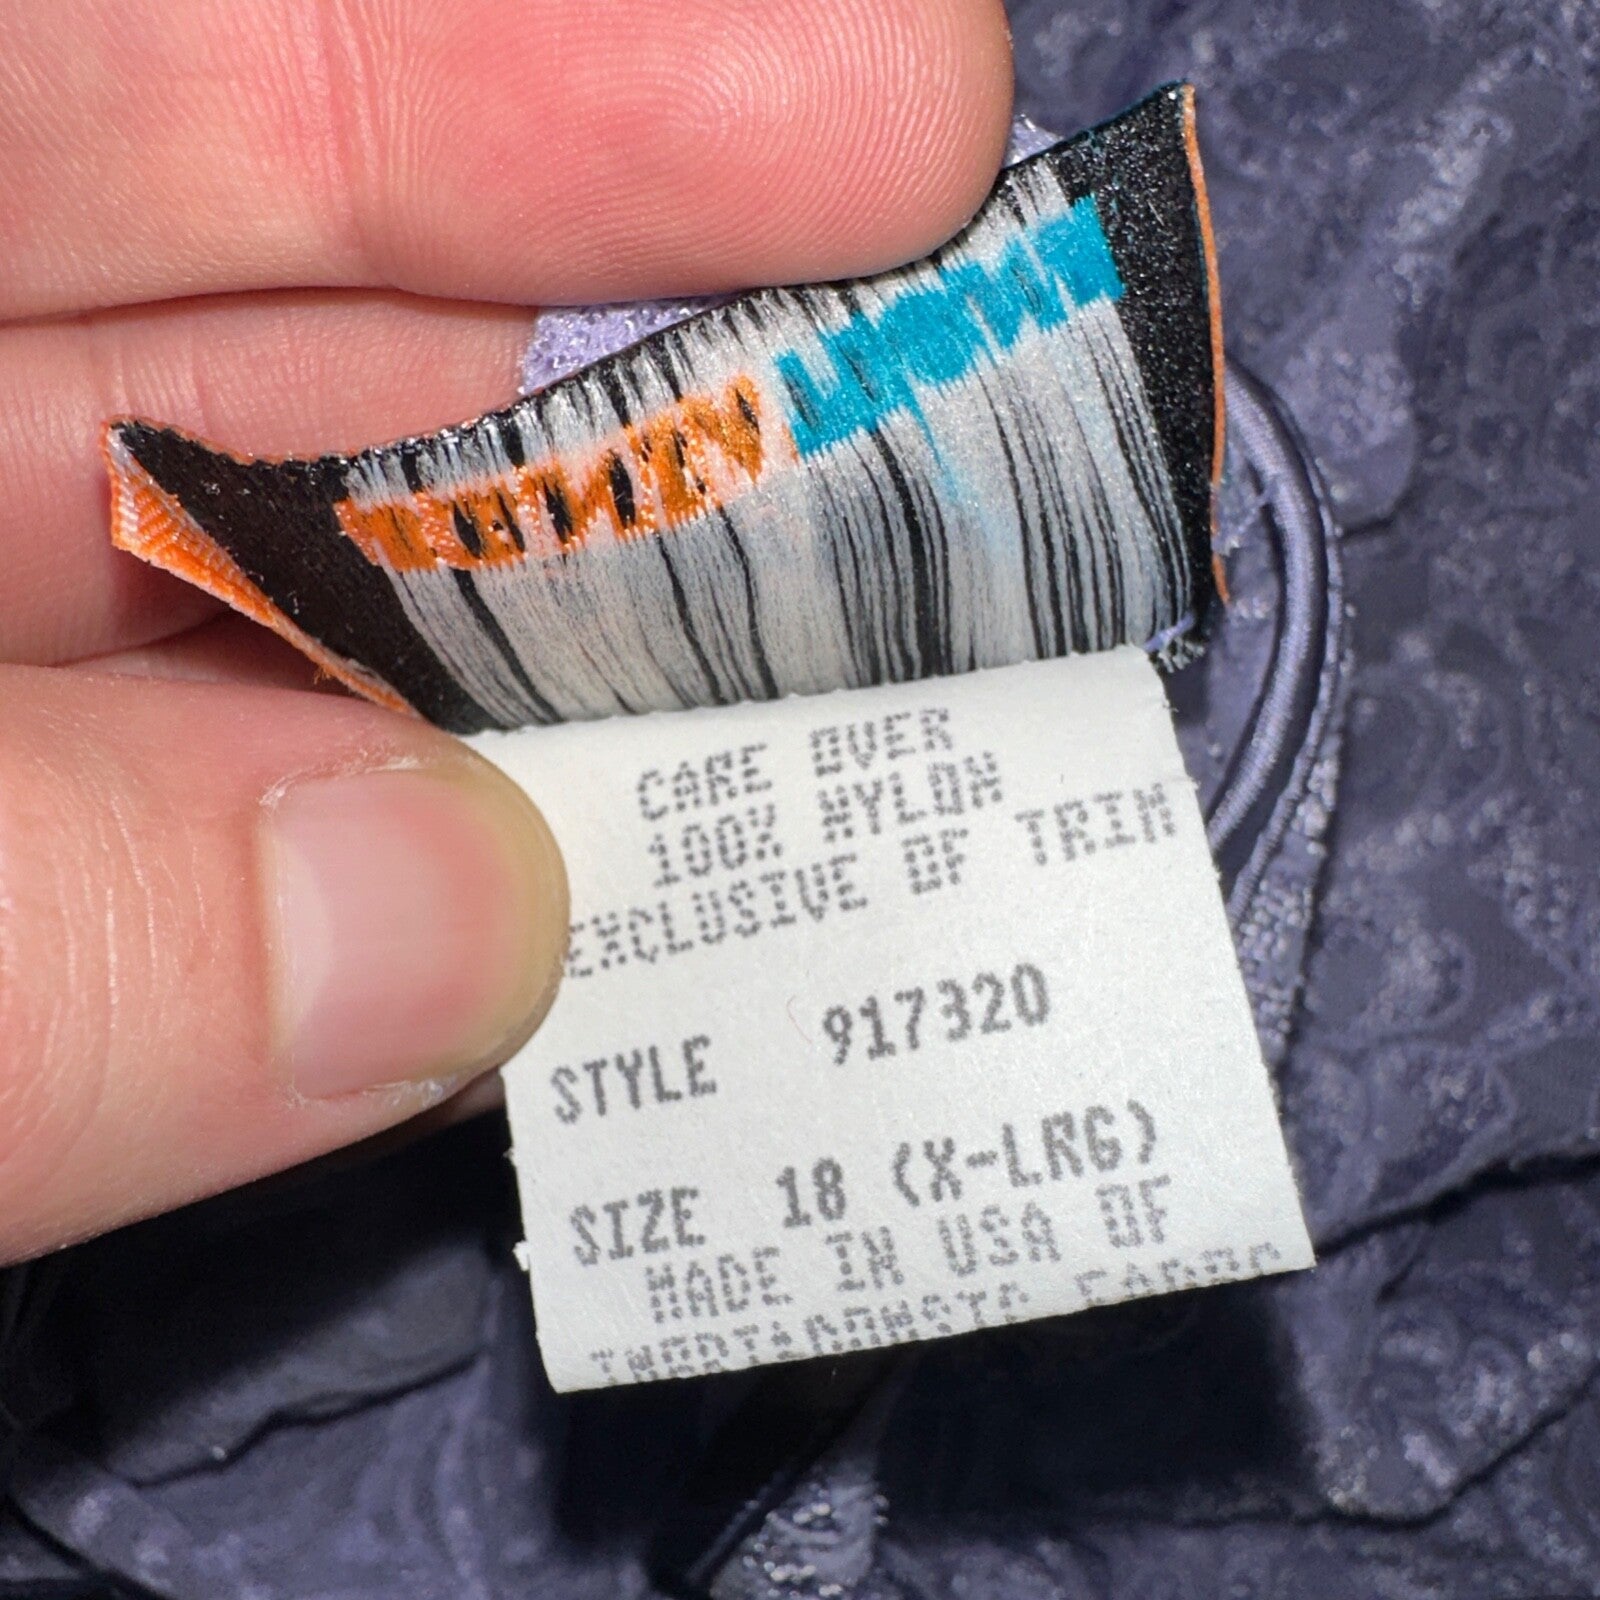 CARE OVER
100% NYLON
EXCLUSIVE OF TRIM
STYLE 917320
SIZE 18 (X-LRG)
MADE IN USA OF